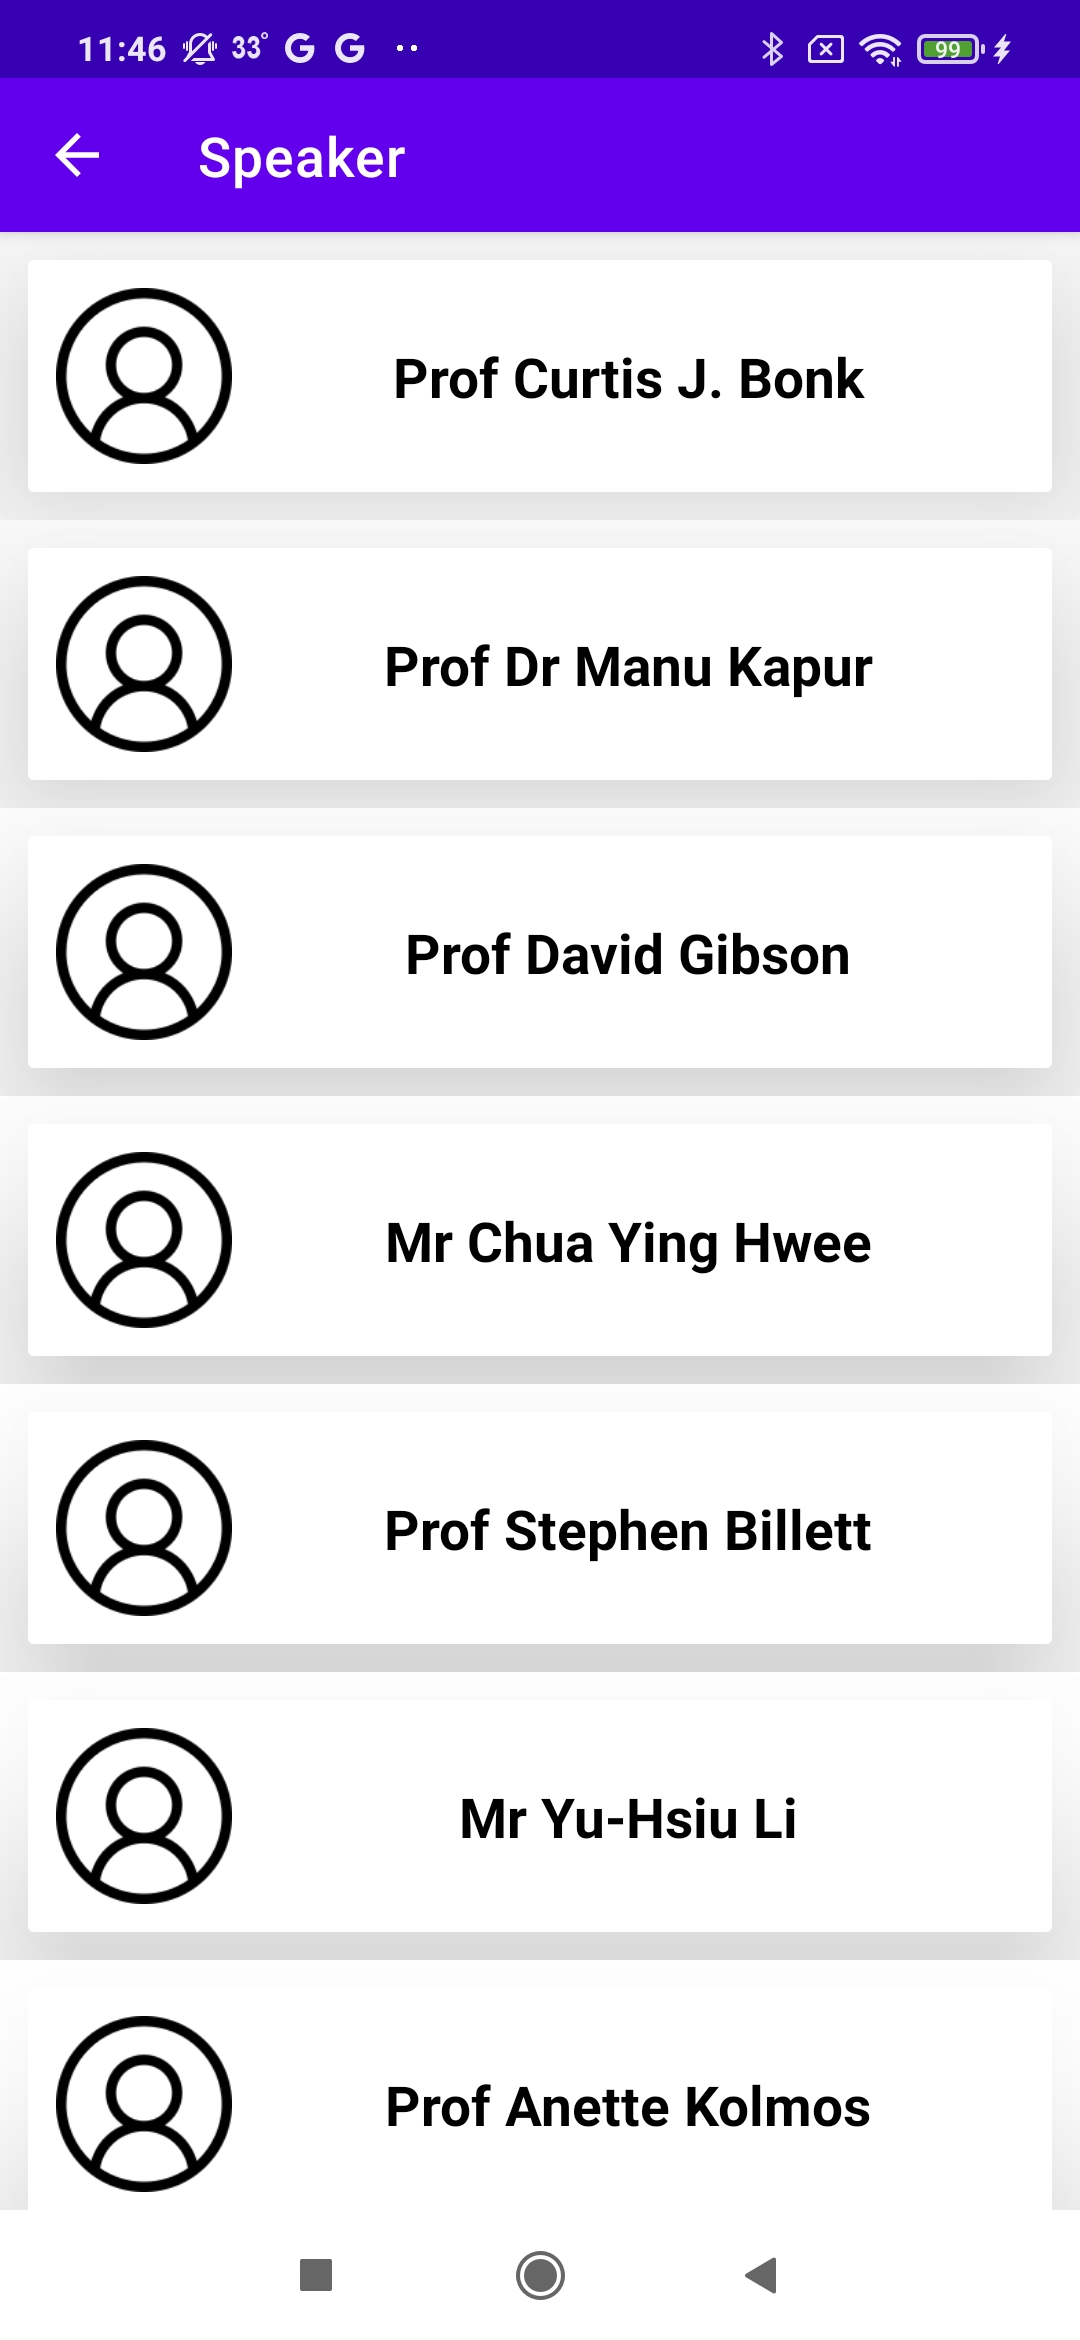 11:46 33° G G
99
Speaker
Prof Curtis J. Bonk
Prof Dr Manu Kapur
Prof David Gibson
Mr Chua Ying Hwee
Prof Stephen Billett
Mr Yu-Hsiu Li
Prof Anette Kolmos